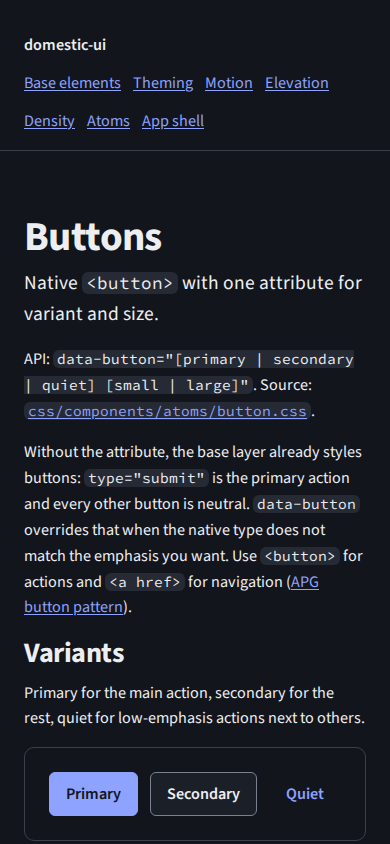 domestic-ui
Base elements Theming Motion Elevation
Density Atoms App shell
Buttons
Native <button> with one attribute for
variant and size.
API: data-button="[primary | secondary
| quiet] [small | large]". Source:
css/components/atoms/button.css.
Without the attribute, the base layer already styles
buttons: type="submit" is the primary action
and every other button is neutral. data-button
overrides that when the native type does not
match the emphasis you want. Use <button> for
actions and <a href> for navigation (APG
button pattern).
Variants
Primary for the main action, secondary for the
rest, quiet for low-emphasis actions next to others.
Primary Secondary Quiet